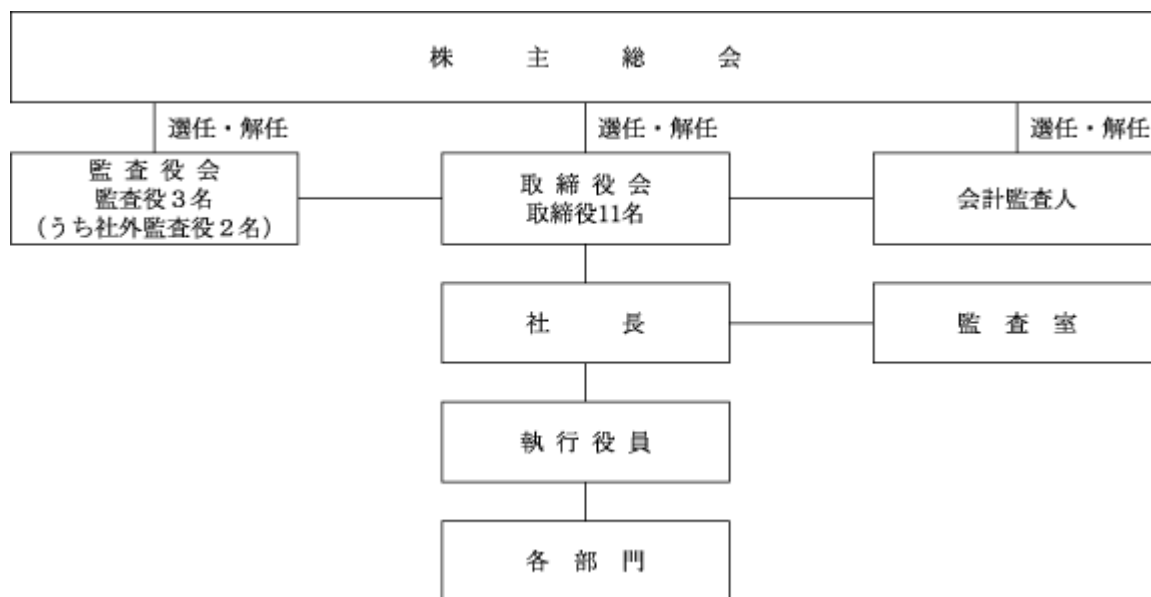 株主総会
選任・解任
選任・解任
選任・解任
監査役会
監査役3名
(うち社外監査役2名)
取締役会
取締役11名
会計監査人
社長
監査室
執行役員
各部門